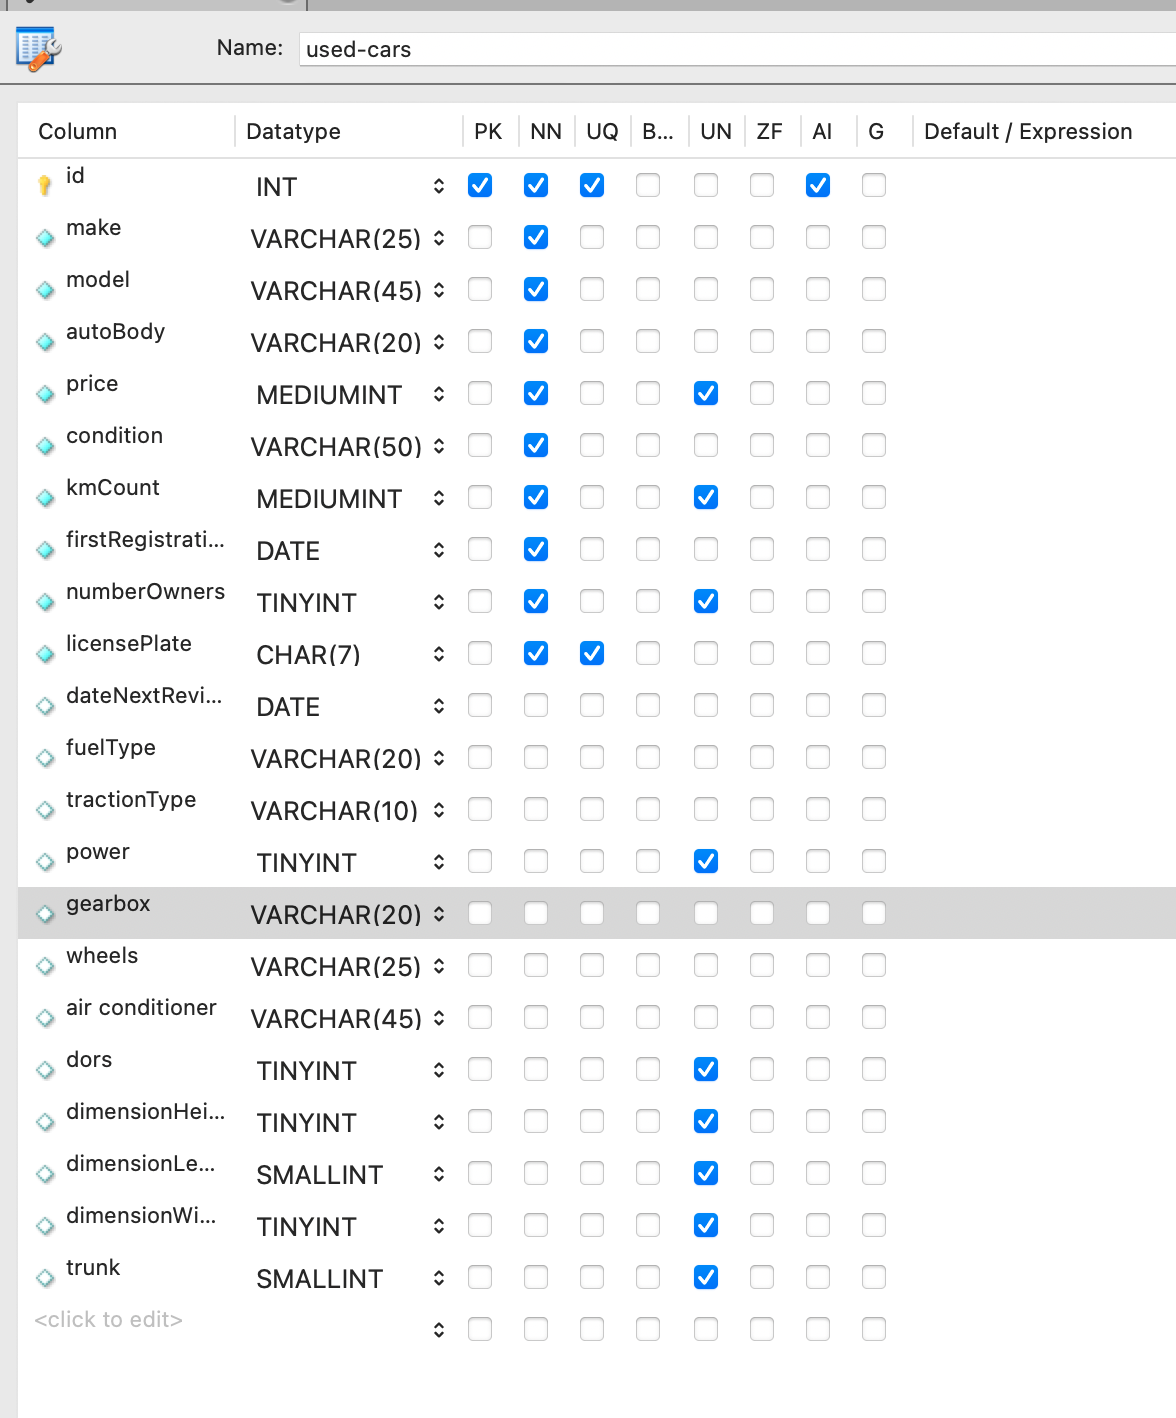 Name: used-cars
Column Datatype PK NN UQ B... UN ZF AI G Default / Expression
id INT
make VARCHAR(25)
model VARCHAR(45)
autoBody VARCHAR(20)
price MEDIUMINT
condition VARCHAR(50)
kmCount MEDIUMINT
firstRegistrati... DATE
numberOwners TINYINT
licensePlate CHAR(7)
dateNextRevi... DATE
fuelType VARCHAR(20)
tractionType VARCHAR(10)
power TINYINT
gearbox VARCHAR(20)
wheels VARCHAR(25)
air conditioner VARCHAR(45)
dors TINYINT
dimensionHei... TINYINT
dimensionLe... SMALLINT
dimensionWi... TINYINT
trunk SMALLINT
<click to edit>